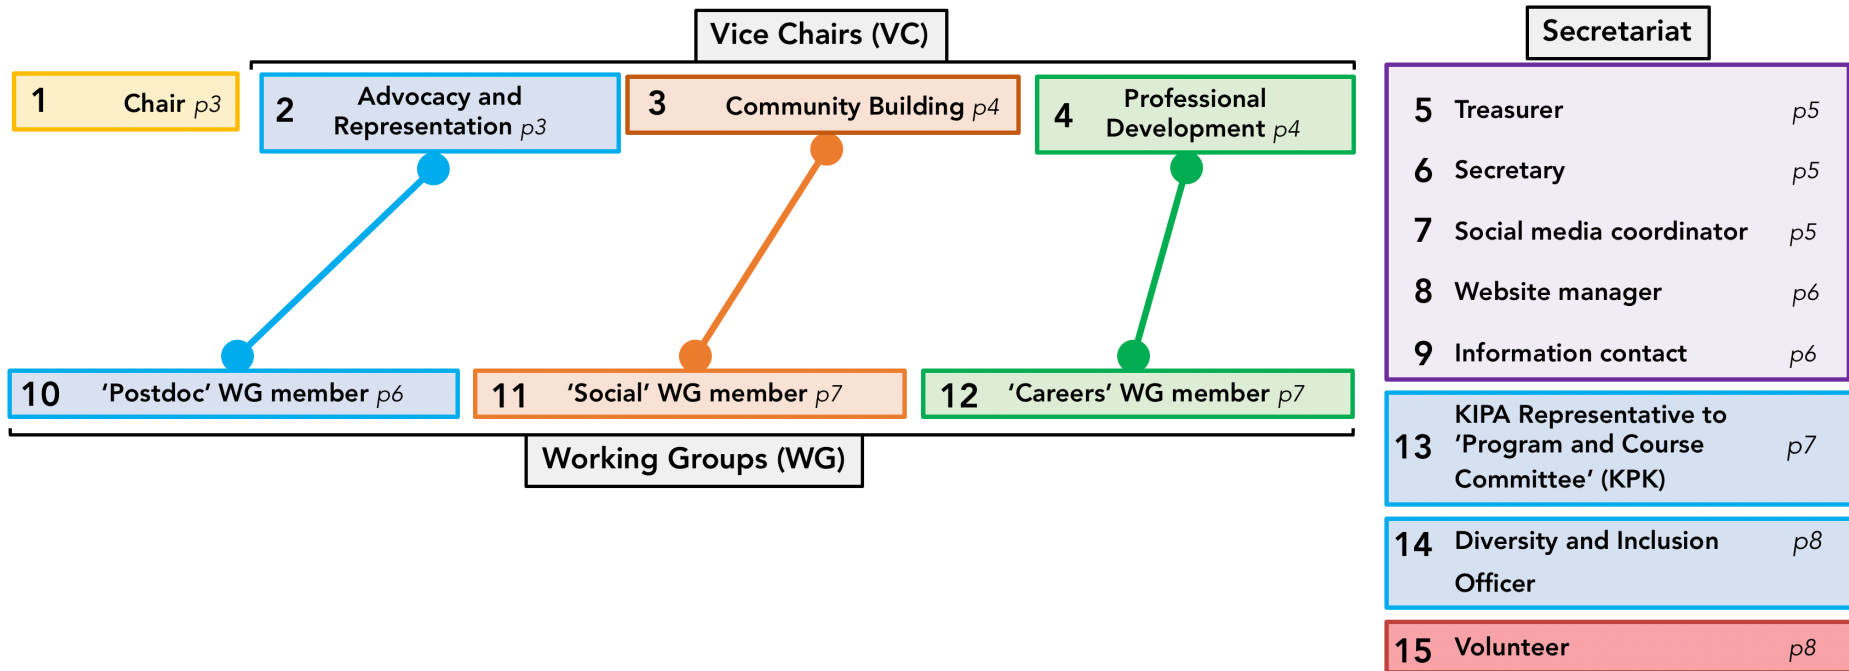 Vice Chairs (VC)
1 Chair p3
2 Advocacy and
Representation p3
3 Community Building p4
4 Professional
Development p4
10 ‘Postdoc’ WG member p6
11 ‘Social’ WG member p7
12 ‘Careers’ WG member p7
Working Groups (WG)
Secretariat
5 Treasurer p5
6 Secretary p5
7 Social media coordinator p5
8 Website manager p6
9 Information contact p6
13 KIPA Representative to
‘Program and Course p7
Committee’ (KPK)
14 Diversity and Inclusion p8
Officer
15 Volunteer p8